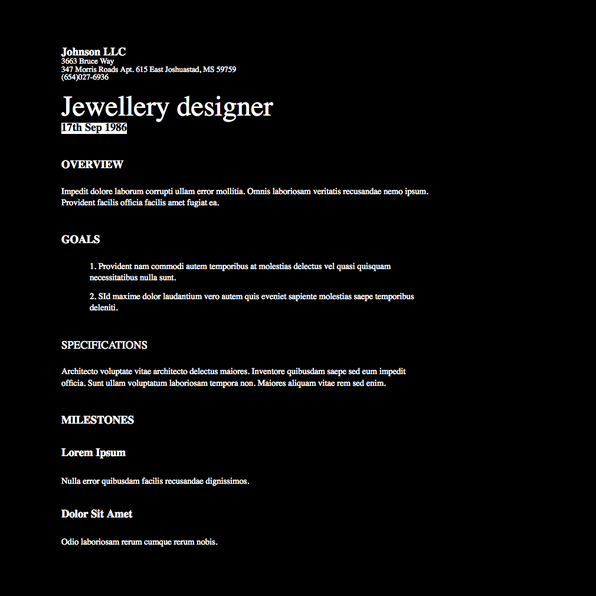 Johnson LLC
3663 Bruce Way
347 Morris Roads Apt. 615 East Joshuastad, MS 59759
(654)027-6936
Jewellery designer
17th Sep 1986
OVERVIEW
Impedit dolore laborum corrupti ullam error mollitia. Omnis laboriosam veritatis recusandae nemo ipsum.
Provident facilis officia facilis amet fugiat ea.
GOALS
1. Provident nam commodi autem temporibus at molestias delectus vel quasi quisquam
necessitatibus nulla sunt.
2. SId maxime dolor laudantium vero autem quis eveniet sapiente molestias saepe temporibus
deleniti.
SPECIFICATIONS
Architecto voluptate vitae architecto delectus maiores. Inventore quibusdam saepe sed eum impedit
officia. Sunt ullam voluptatum laboriosam tempora non. Maiores aliquam vitae rem sed enim.
MILESTONES
Lorem Ipsum
Nulla error quibusdam facilis recusandae dignissimos.
Dolor Sit Amet
Odio laboriosam rerum cumque rerum nobis.